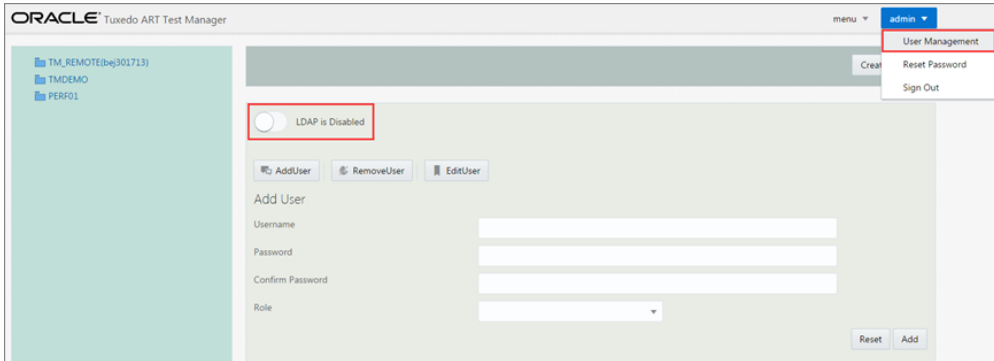 ORACLE Tuxedo ART Test Manager
menu
admin
User Management
Reset Password
Sign Out
TM_REMOTE(bej301713)
TMDEMO
PERF01
Creat
LDAP is Disabled
AddUser
RemoveUser
EditUser
Add User
Username
Password
Confirm Password
Role
Reset
Add